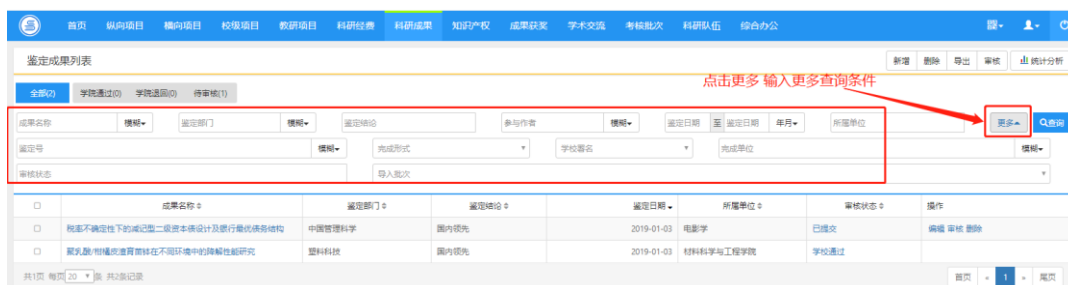 首页 纵向项目 横向项目 校级项目 教研项目 科研经费 科研成果 知识产权 成果获奖 学术交流 考核批次 科研队伍 综合办公
鉴定成果列表 新增 删除 导出 审核 统计分析
点击更多 输入更多查询条件
全部(2) 学院通过(0) 学院退回(0) 待审核(1)
成果名称 模糊 鉴定部门 模糊 鉴定结论 参与作者 模糊 鉴定日期 至 鉴定日期 年月 所属单位 更多 查询
鉴定号 模糊 完成形式 学校署名 完成单位 模糊
审核状态 导入批次
成果名称 鉴定部门 鉴定结论 鉴定日期 所属单位 审核状态 操作
税率不确定性下的减记型二级资本债设计及银行最优债务结构 中国管理科学 国内领先 2019-01-03 电影学 已提交 编辑 审核 删除
聚乳酸/柑橘皮渣育苗钵在不同环境中的降解性能研究 塑料科技 国内领先 2019-01-03 材料科学与工程学院 学校通过
共1页 每页 20 条 共2条记录 首页 « 1 » 尾页